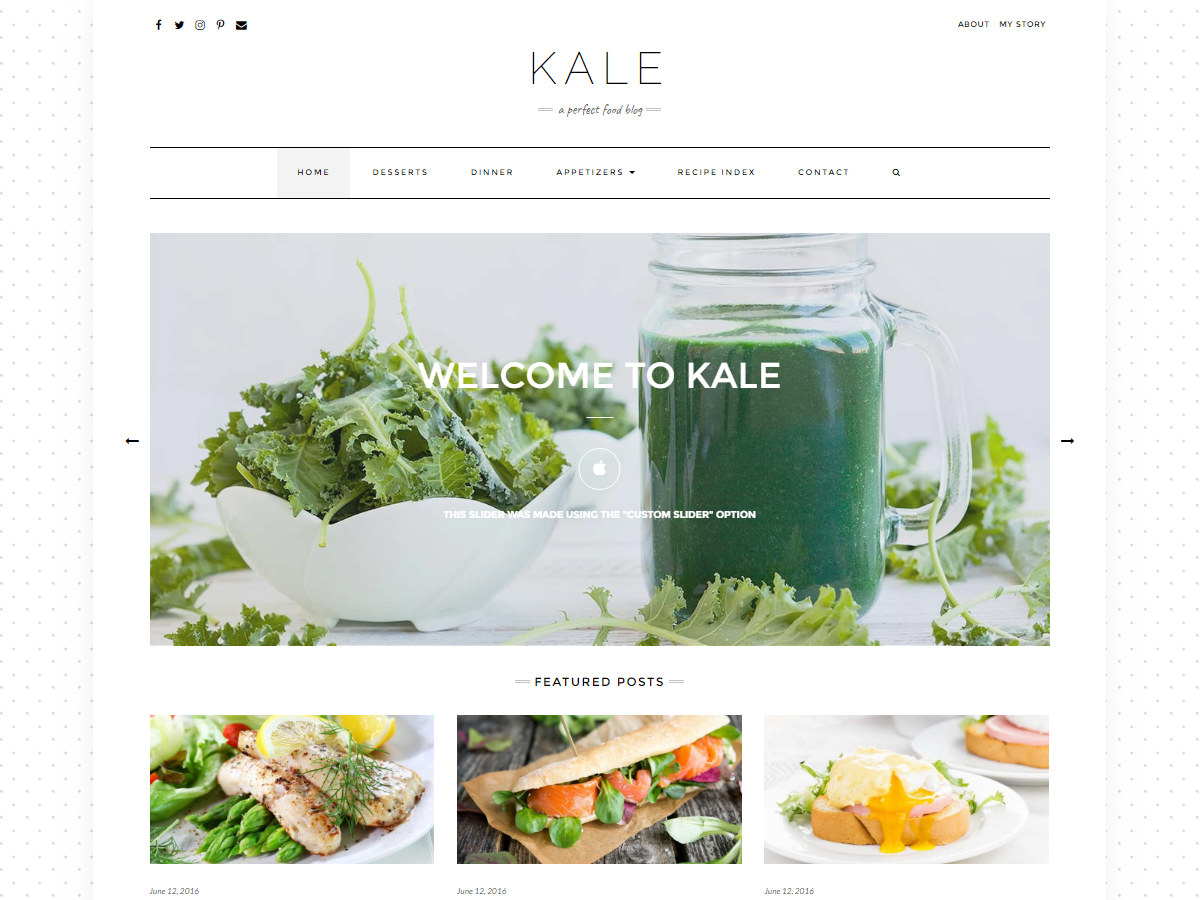 ABOUT MY STORY
KALE
a perfect food blog
HOME DESSERTS DINNER APPETIZERS RECIPE INDEX CONTACT
WELCOME TO KALE
THIS SLIDER WAS MADE USING THE "CUSTOM SLIDER" OPTION
FEATURED POSTS
June 12, 2016 June 12, 2016 June 12, 2016